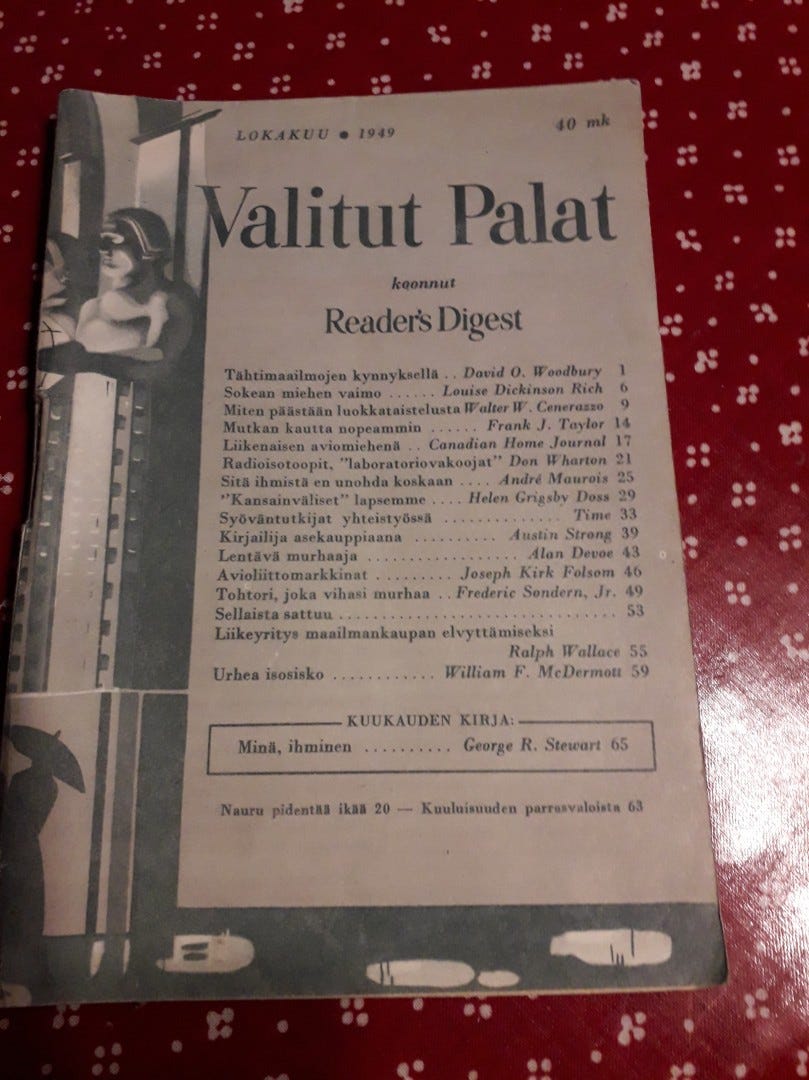 LOKAKUU • 1949 40 mk
Valitut Palat
koonnut
Reader's Digest
Tähtimaailmojen kynnyksellä . . David O. Woodbury 1
Sokean miehen vaimo . . . . . . Louise Dickinson Rich 6
Miten päästään luokkataistelusta Walter W. Cenerazzo 9
Mutkan kautta nopeammin . . . . . . Frank J. Taylor 14
Liikenaisen aviomiehenä . . Canadian Home Journal 17
Radioisotoopit, "laboratoriovakoojat" Don Wharton 21
Sitä ihmistä en unohda koskaan . . . . André Maurois 25
"Kansainväliset" lapsemme . . . . Helen Grigsby Doss 29
Syöväntutkijat yhteistyössä . . . . . . . . . . . . . . Time 33
Kirjailija asekauppiaana . . . . . . . . . . Austin Strong 39
Lentävä murhaaja . . . . . . . . . . . . . . . . . . Alan Devoe 43
Avioliittomarkkinat . . . . . . . . . Joseph Kirk Folsom 46
Tohtori, joka vihasi murhaa . . Frederic Sondern, Jr. 49
Sellaista sattuu . . . . . . . . . . . . . . . . . . . . . . . . . . . . . . . 53
Liikeyritys maailmankaupan elvyttämiseksi
Ralph Wallace 55
Urhea isosisko . . . . . . . . . . . . William F. McDermott 59
KUUKAUDEN KIRJA:
Minä, ihminen . . . . . . . . . . George R. Stewart 65
Nauru pidentää ikää 20 — Kuuluisuuden parrasvaloista 63